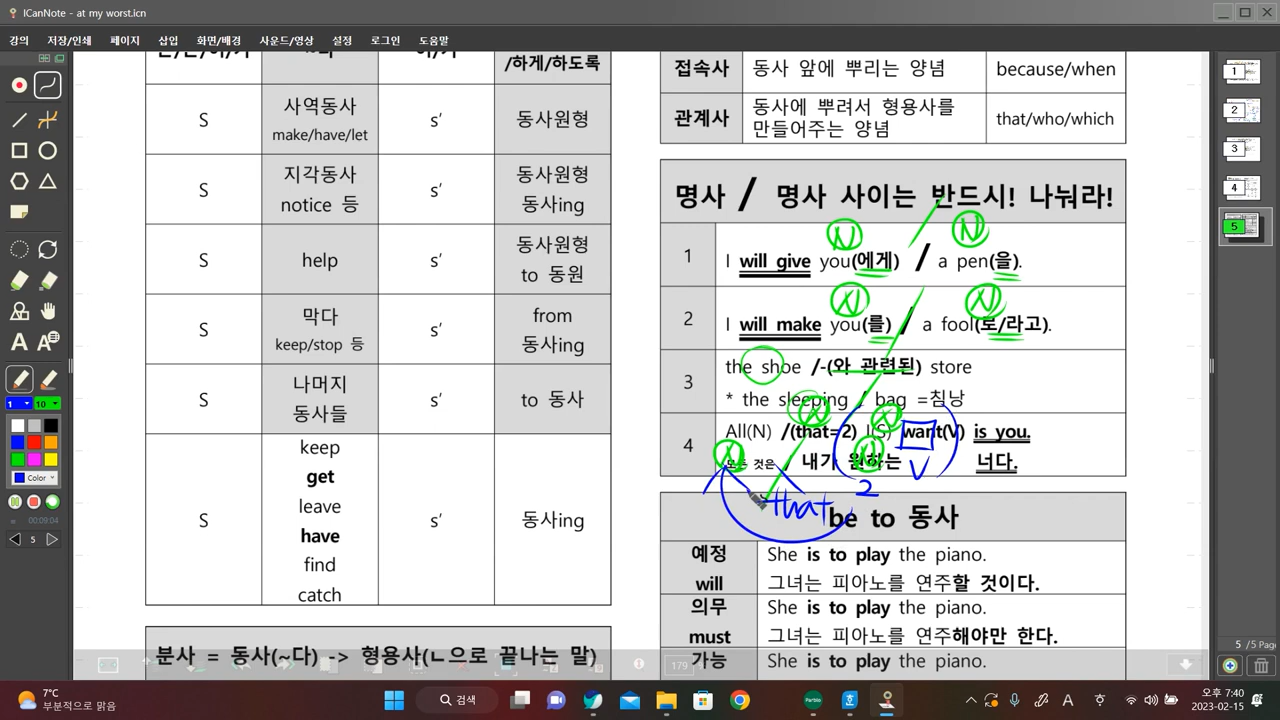 ICanNote - at my worst.icn
강의 저장/인쇄 페이지 삽입 화면/배경 사운드/영상 설정 로그인 도움말
/하게/하도록
S 사역동사 make/have/let s' 동사원형
S 지각동사 notice 등 s' 동사원형 동사ing
S help s' 동사원형 to 동원
S 막다 keep/stop 등 s' from 동사ing
S 나머지 동사들 s' to 동사
keep
get
leave
S have s' 동사ing
find
catch
분사 = 동사(~다) -> 형용사(ㄴ으로 끝나는 말)
접속사 동사 앞에 뿌리는 양념 because/when
관계사 동사에 뿌려서 형용사를 만들어주는 양념 that/who/which
명사 / 명사 사이는 반드시! 나눠라!
N N
1 I will give you(에게) / a pen(을).
N N
2 I will make you(를) / a fool(로/라고).
3 the shoe /-(와 관련된) store
* the sleeping / bag =침낭
N N
4 All(N) /(that=2) I(S) want(V) is you.
N N
모든 것은 / 내가 원하는 너다.
V
2
that
be to 동사
예정 will She is to play the piano.
그녀는 피아노를 연주할 것이다.
의무 must She is to play the piano.
그녀는 피아노를 연주해야만 한다.
가능 She is to play the piano.
1
2
3
4
5
A A
1 10
Color
00:09:04
5
179
5/5 Page
7°C
부분적으로 맑음
검색
Partiio
A
오후 7:40
2023-02-15